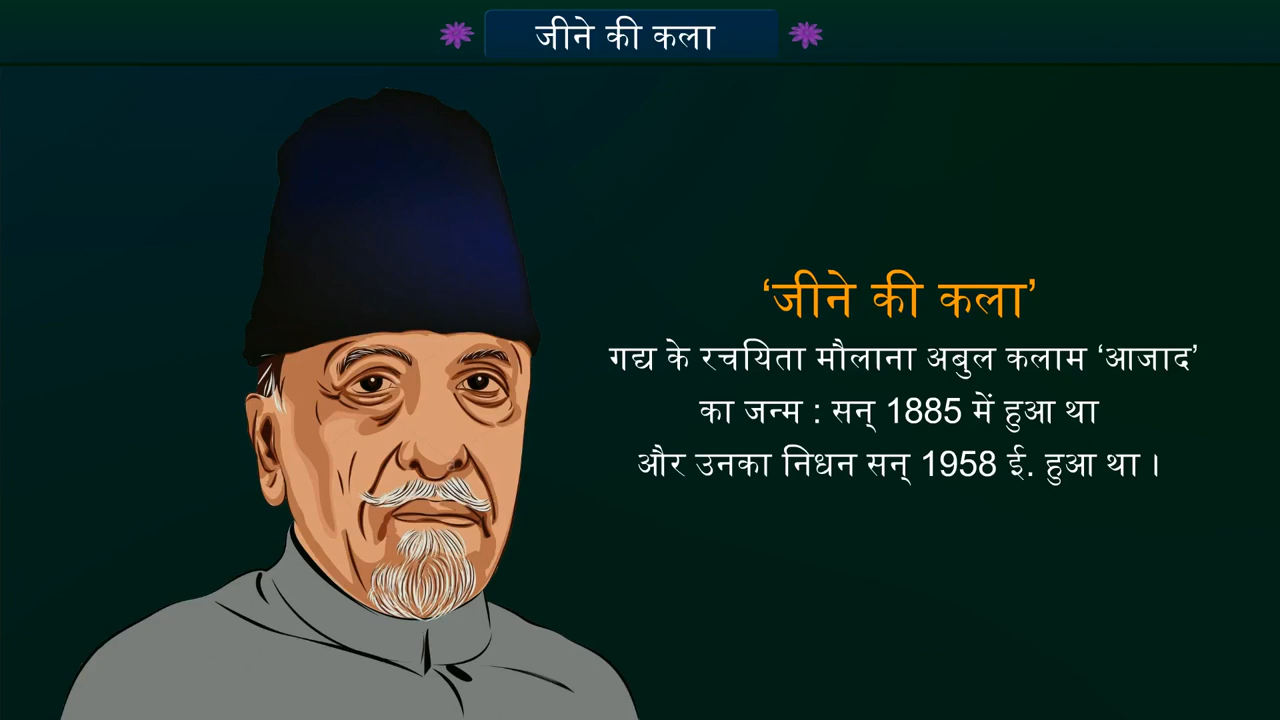 जीने की कला
‘जीने की कला’
गद्य के रचयिता मौलाना अबुल कलाम ‘आजाद’
का जन्म : सन् 1885 में हुआ था
और उनका निधन सन् 1958 ई. हुआ था ।